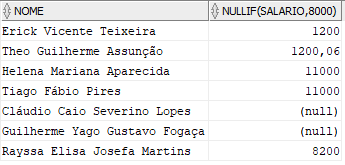 NOME NULLIF(SALARIO,8000)
Erick Vicente Teixeira 1200
Theo Guilherme Assunção 1200,06
Helena Mariana Aparecida 11000
Tiago Fábio Pires 11000
Cláudio Caio Severino Lopes (null)
Guilherme Yago Gustavo Fogaça (null)
Rayssa Elisa Josefa Martins 8200